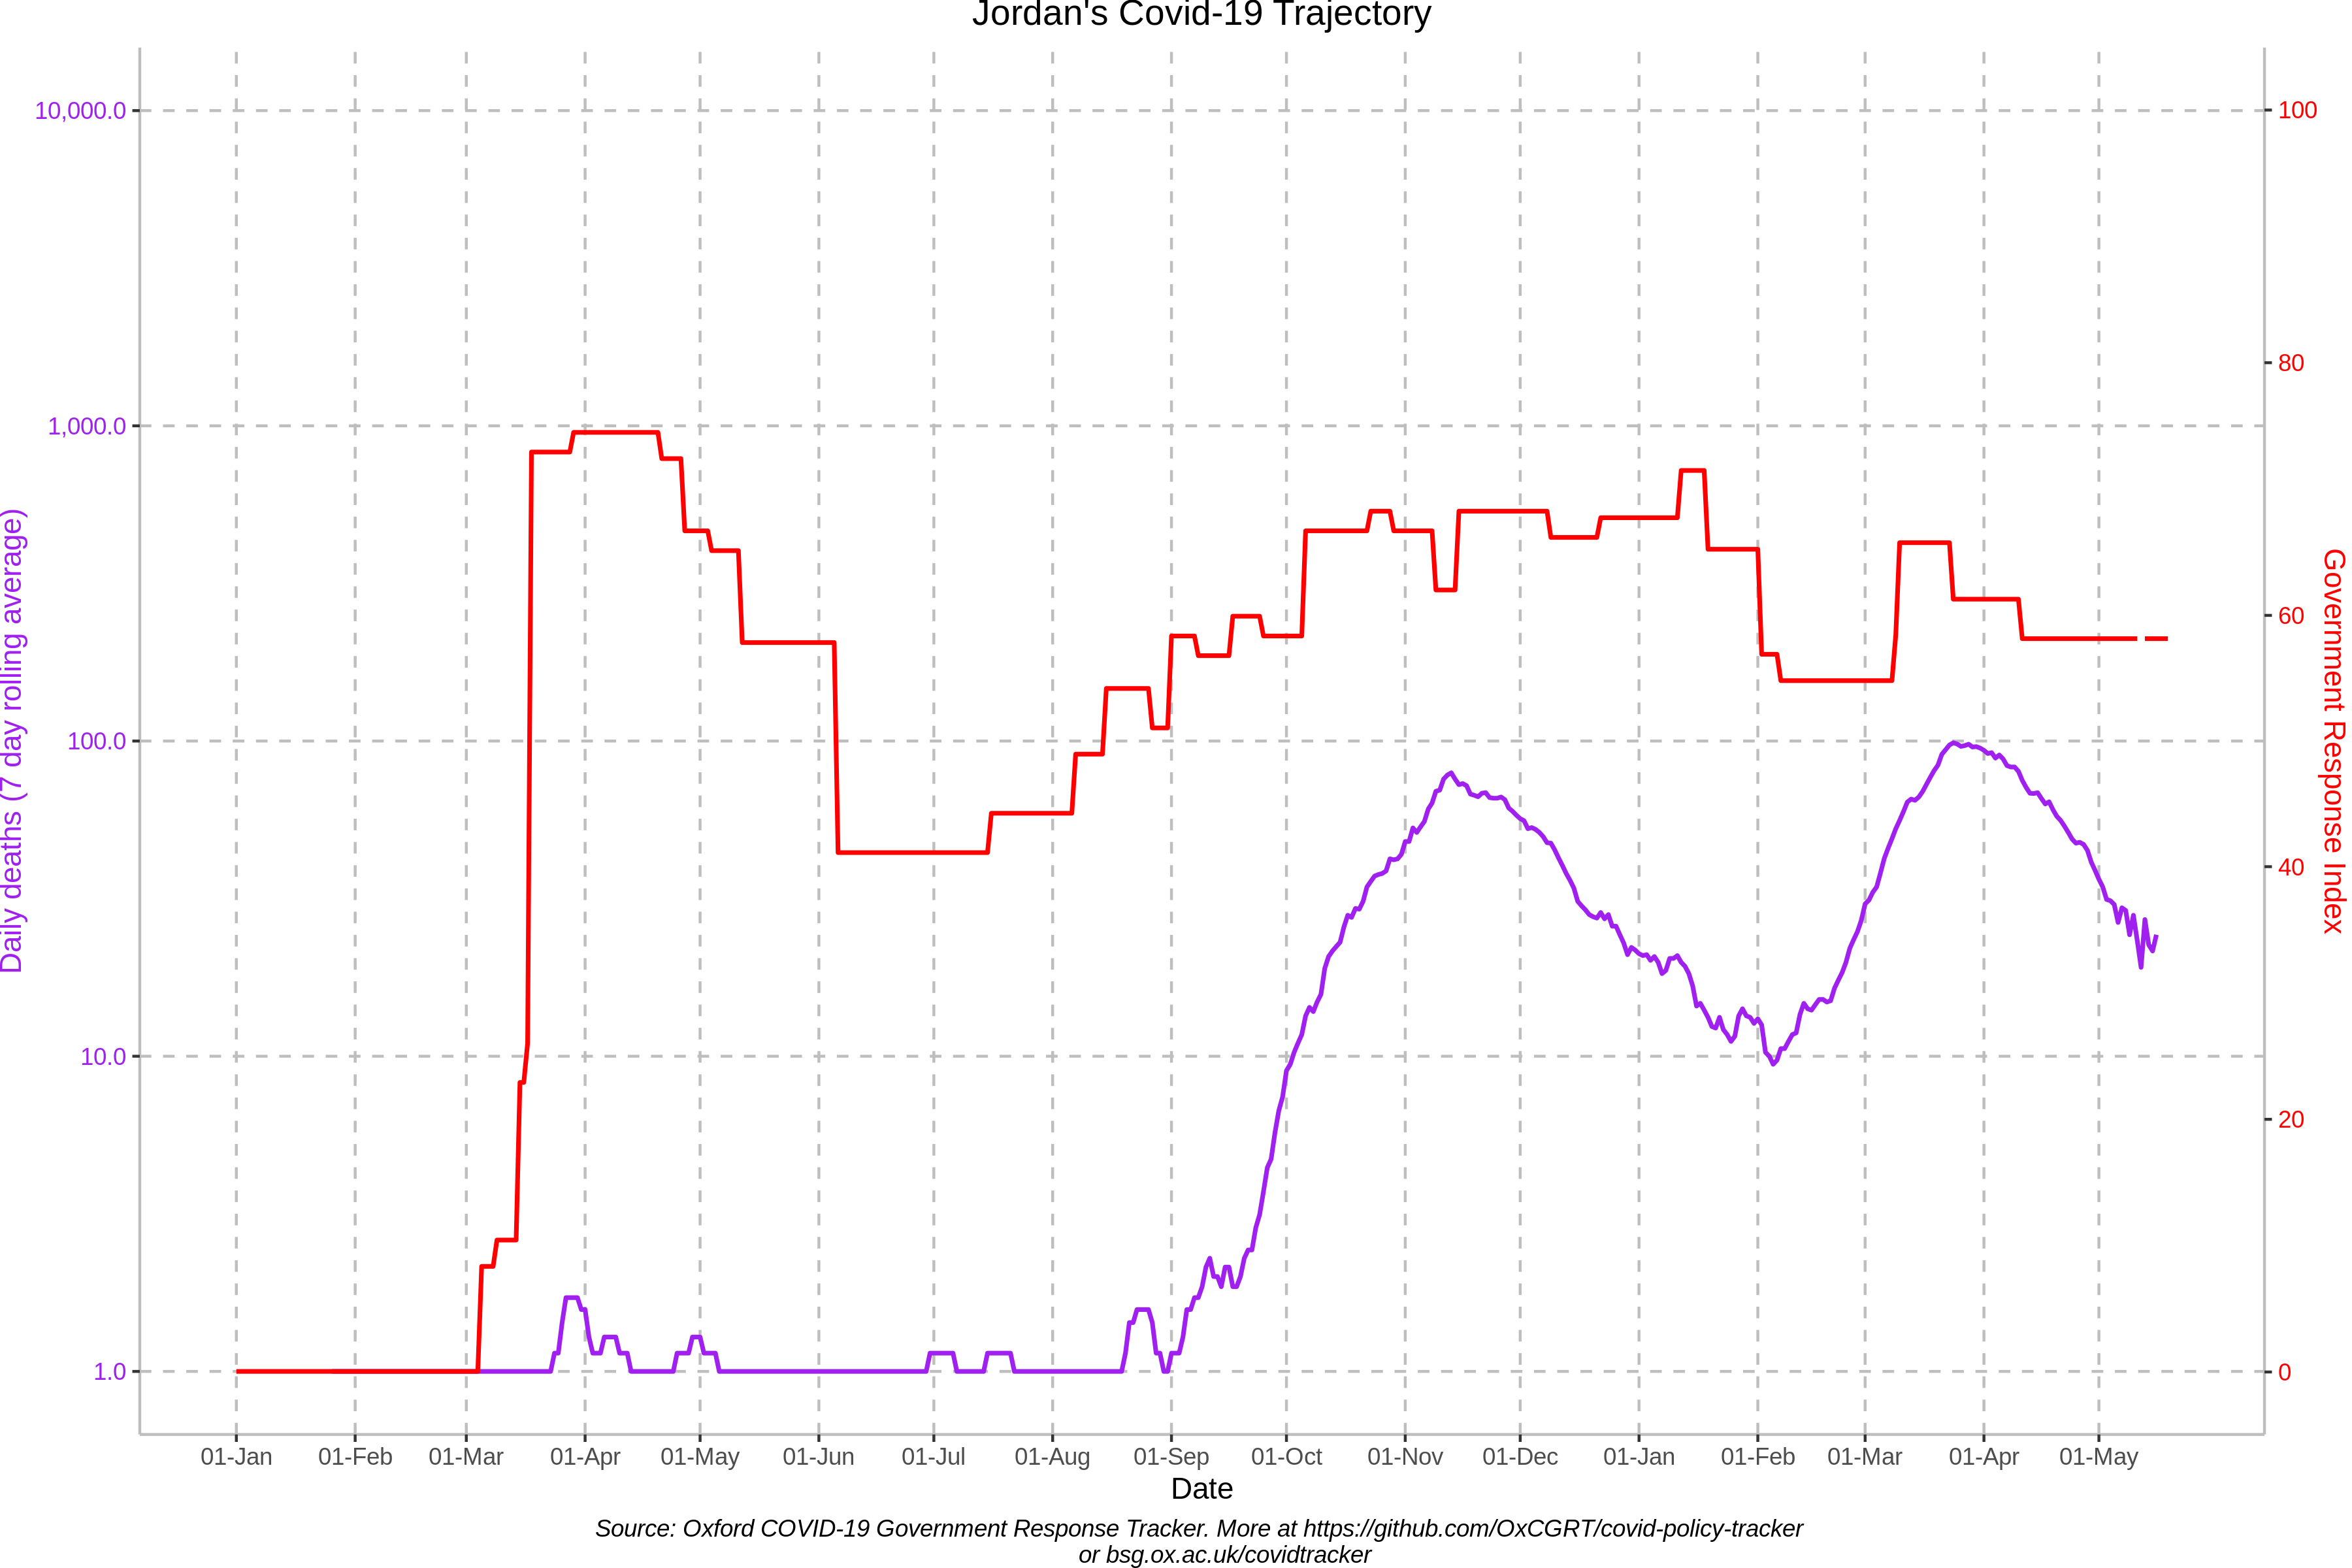 Jordan's Covid-19 Trajectory
10,000.0
1,000.0
100.0
10.0
1.0
Daily deaths (7 day rolling average)
100
80
60
40
20
0
Government Response Index
01-Jan 01-Feb 01-Mar 01-Apr 01-May 01-Jun 01-Jul 01-Aug 01-Sep 01-Oct 01-Nov 01-Dec 01-Jan 01-Feb 01-Mar 01-Apr 01-May
Date
Source: Oxford COVID-19 Government Response Tracker. More at https://github.com/OxCGRT/covid-policy-tracker
or bsg.ox.ac.uk/covidtracker